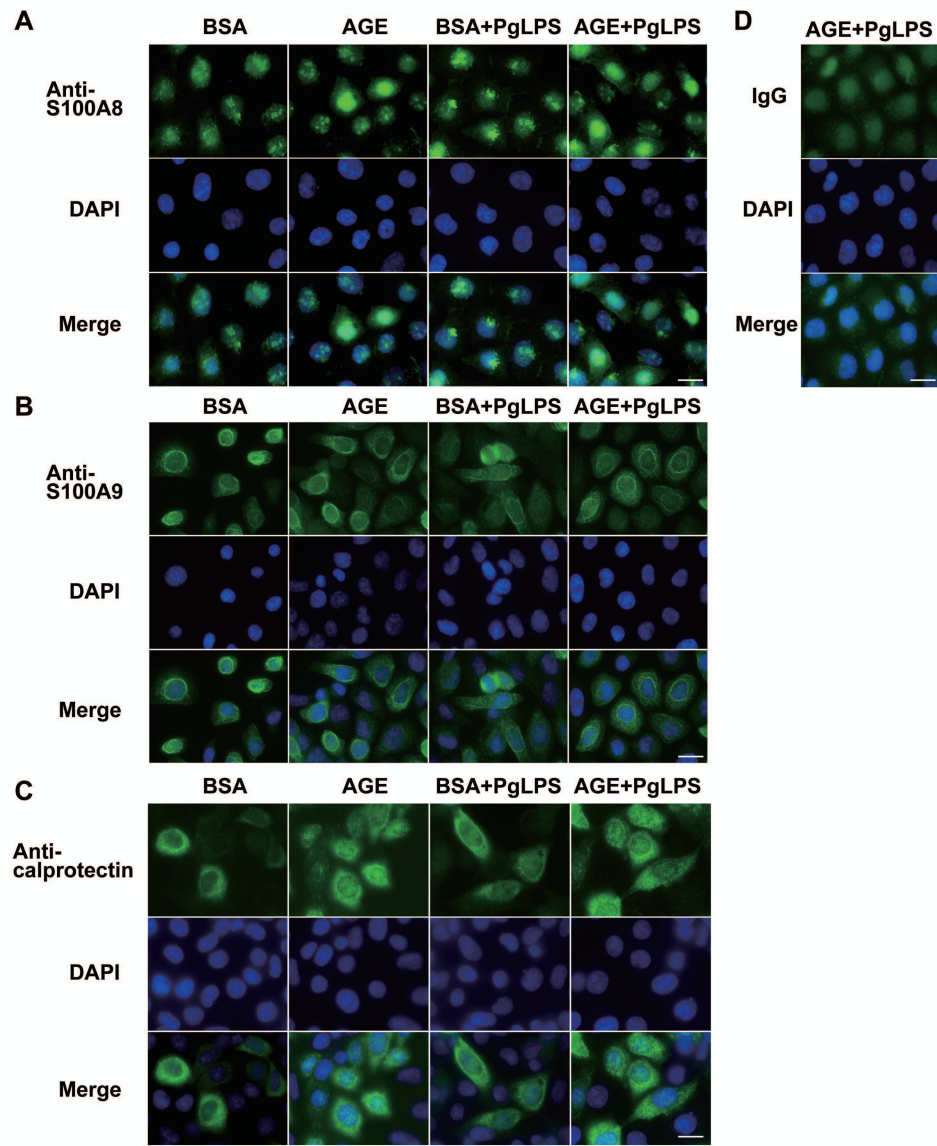 A
BSA AGE BSA+PgLPS AGE+PgLPS
Anti-
S100A8
DAPI
Merge
D
AGE+PgLPS
IgG
DAPI
Merge
B
BSA AGE BSA+PgLPS AGE+PgLPS
Anti-
S100A9
DAPI
Merge
C
BSA AGE BSA+PgLPS AGE+PgLPS
Anti-
calprotectin
DAPI
Merge